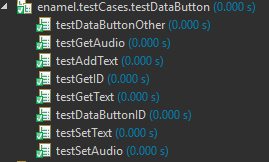 enamel.testCases.testDataButton (0.000 s)
testDataButtonOther (0.000 s)
testGetAudio (0.000 s)
testAddText (0.000 s)
testGetID (0.000 s)
testGetText (0.000 s)
testDataButtonID (0.000 s)
testSetText (0.000 s)
testSetAudio (0.000 s)